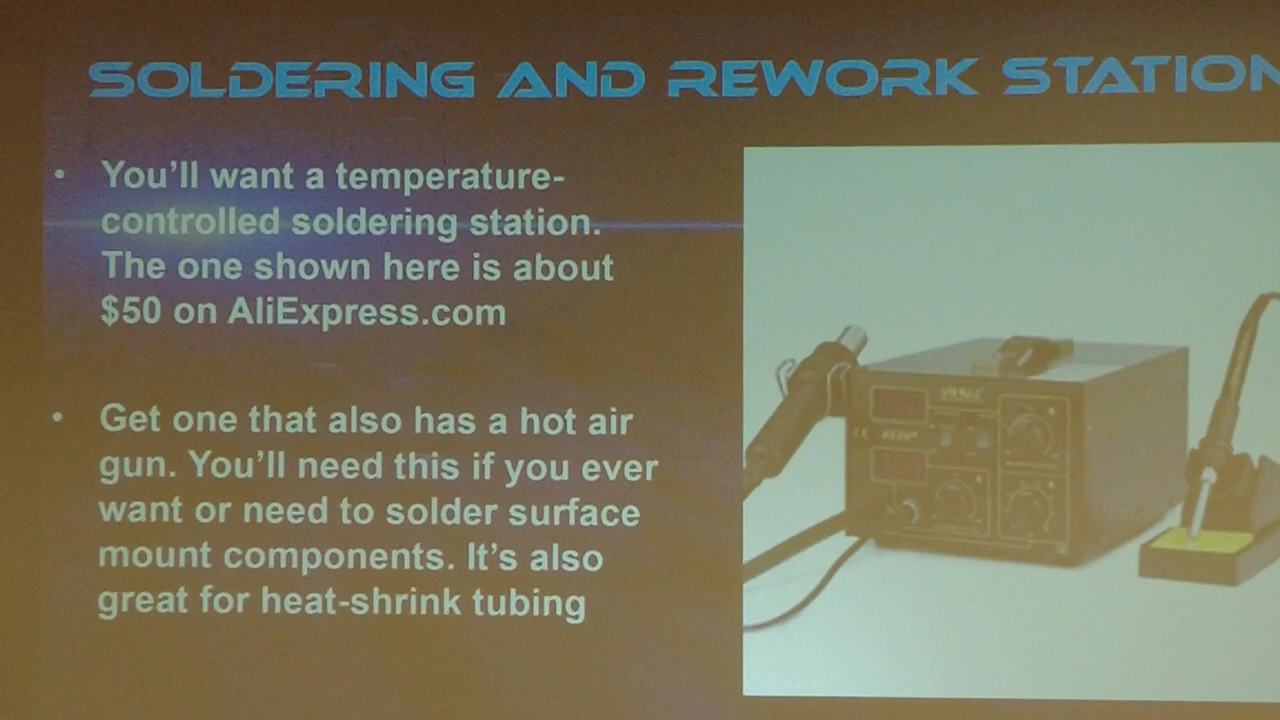 SOLDERING AND REWORK STATION
• You'll want a temperature-
controlled soldering station.
The one shown here is about
$50 on AliExpress.com
• Get one that also has a hot air
gun. You'll need this if you ever
want or need to solder surface
mount components. It's also
great for heat-shrink tubing